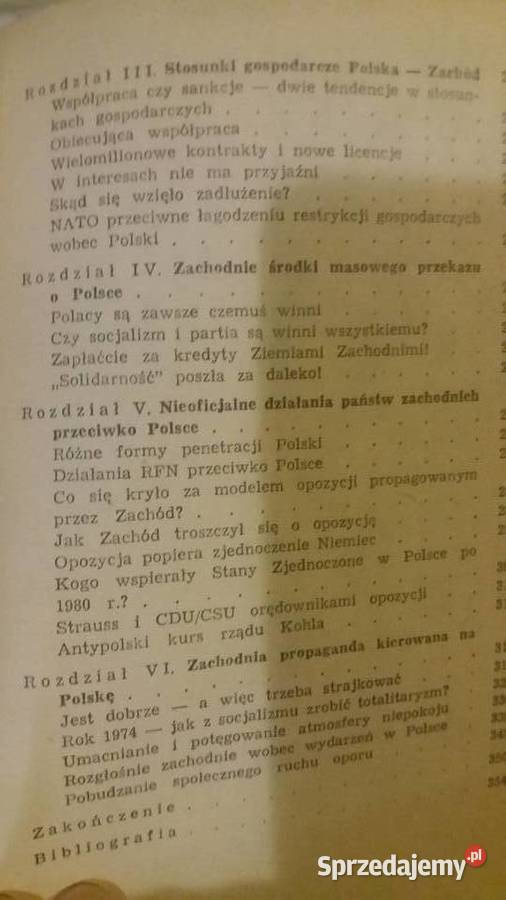 Rozdział III. Stosunki gospodarcze Polska — Zachód
Współpraca czy sankcje — dwie tendencje w stosun-
kach gospodarczych . . . . . . . .
Obiecująca współpraca . . . . . . .
Wielomilionowe kontrakty i nowe licencje . . .
W interesach nie ma przyjaźni . . . . .
Skąd się wzięło zadłużenie? . . . . . .
NATO przeciwne łagodzeniu restrykcji gospodarczych
wobec Polski . . . . . . . . . .
Rozdział IV. Zachodnie środki masowego przekazu
o Polsce . . . . . . . . . . .
Polacy są zawsze czemuś winni . . . . .
Czy socjalizm i partia są winni wszystkiemu? . .
Zapłaćcie za kredyty Ziemiami Zachodnimi! . .
„Solidarność” poszła za daleko! . . . . .
Rozdział V. Nieoficjalne działania państw zachodnich
przeciwko Polsce . . . . . . . . .
Różne formy penetracji Polski . . . . .
Działania RFN przeciwko Polsce . . . . .
Co się kryło za modelem opozycji propagowanym
przez Zachód? . . . . . . . . .
Jak Zachód troszczył się o opozycję . . . .
Opozycja popiera zjednoczenie Niemiec . . . .
Kogo wspierały Stany Zjednoczone w Polsce po
1980 r.? . . . . . . . . . . .
Strauss i CDU/CSU orędownikami opozycji . .
Antypolski kurs rządu Kohla . . . . . .
Rozdział VI. Zachodnia propaganda kierowana na
Polskę . . . . . . . . . . .
Jest dobrze — a więc trzeba strajkować . . .
Rok 1974 — jak z socjalizmu zrobić totalitaryzm?
Umacnianie i potęgowanie atmosfery niepokoju .
Rozgłośnie zachodnie wobec wydarzeń w Polsce
Pobudzanie społecznego ruchu oporu . . . .
Zakończenie . . . . . . . . . .
Bibliografia . . . . . . . . . . 354
Sprzedajemy.pl